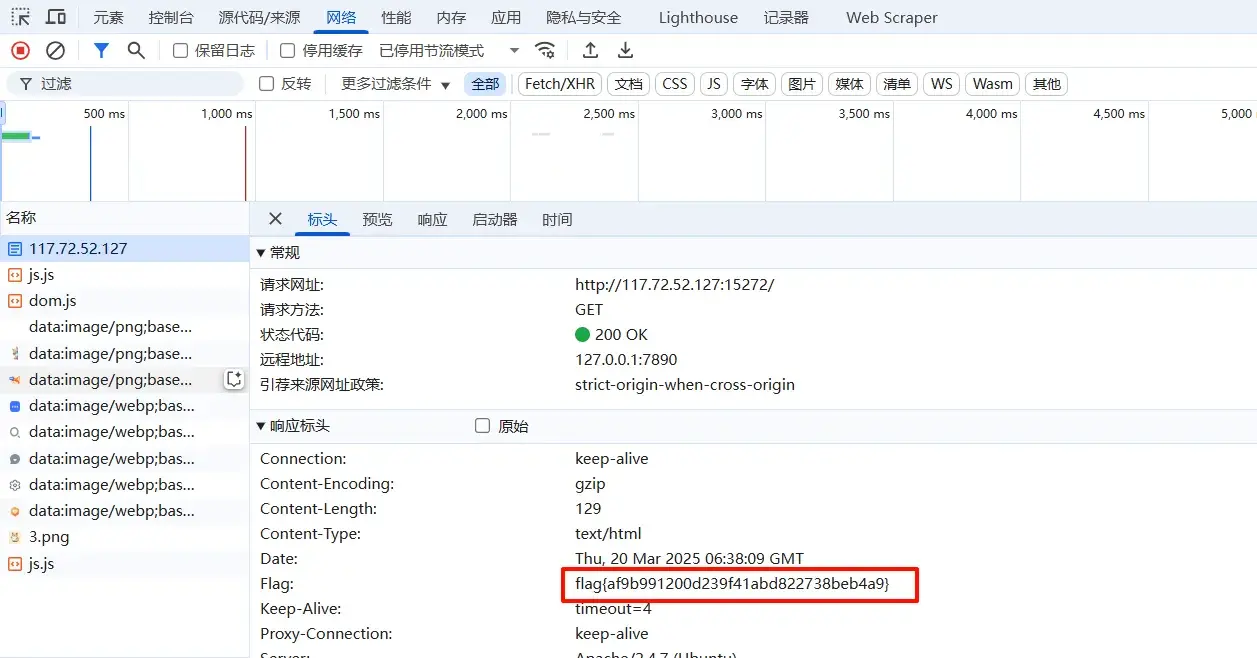 元素 控制台 源代码/来源 网络 性能 内存 应用 隐私与安全 Lighthouse 记录器 Web Scraper
保留日志 停用缓存 已停用节流模式
过滤 反转 更多过滤条件 全部 Fetch/XHR 文档 CSS JS 字体 图片 媒体 清单 WS Wasm 其他
500 ms 1,000 ms 1,500 ms 2,000 ms 2,500 ms 3,000 ms 3,500 ms 4,000 ms 4,500 ms 5,000
名称
117.72.52.127
js.js
dom.js
data:image/png;base...
data:image/png;base...
data:image/png;base...
data:image/webp;bas...
data:image/webp;bas...
data:image/webp;bas...
data:image/webp;bas...
data:image/webp;bas...
3.png
js.js
标头 预览 响应 启动器 时间
常规
请求网址: http://117.72.52.127:15272/
请求方法: GET
状态代码: 200 OK
远程地址: 127.0.0.1:7890
引荐来源网址政策: strict-origin-when-cross-origin
响应标头 原始
Connection: keep-alive
Content-Encoding: gzip
Content-Length: 129
Content-Type: text/html
Date: Thu, 20 Mar 2025 06:38:09 GMT
Flag: flag{af9b991200d239f41abd822738beb4a9}
Keep-Alive: timeout=4
Proxy-Connection: keep-alive
Server: Apache/2.4.7 (Ubuntu)